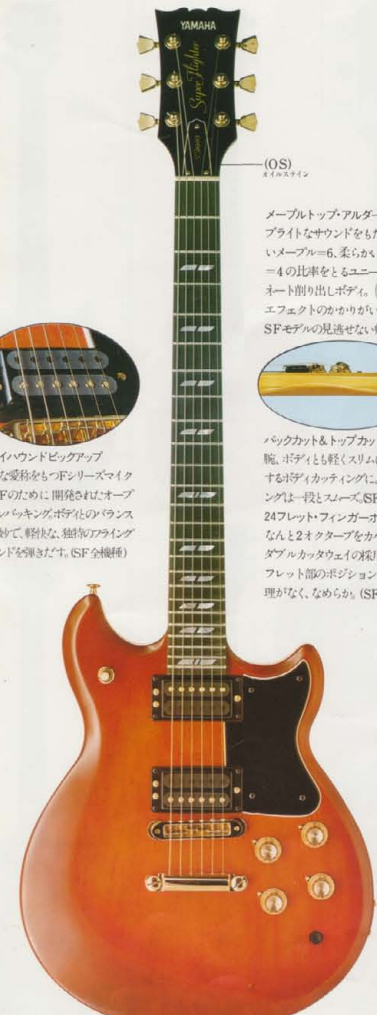 YAMAHA
Super Flighter
(OS)
オイルステイン
メープルトップ・アルダー
ブライトなサウンドをもた
いメープル=6、柔らかい
=4の比率をとるユニー
ネート削り出しボディ。
エフェクトのかかりがい
SFモデルの見逃せない
バックカット&トップカッ
腕、ボディとも軽くスリムに
するボディカッティングに、
ングは一段とスムーズ。(SF
24フレット・フィンガーボ
なんと2オクターブをカバ
ダブルカッタウェイの採用
フレット部のポジション
理がなく、なめらか。(SF
イハウンドピックアップ
な愛称をもつFシリーズマイク
Fのために開発されたオープ
ンバッキング。ボディとのバランス
妙で、軽快な、独特のフライング
ンドを弾きだす。(SF全機種)